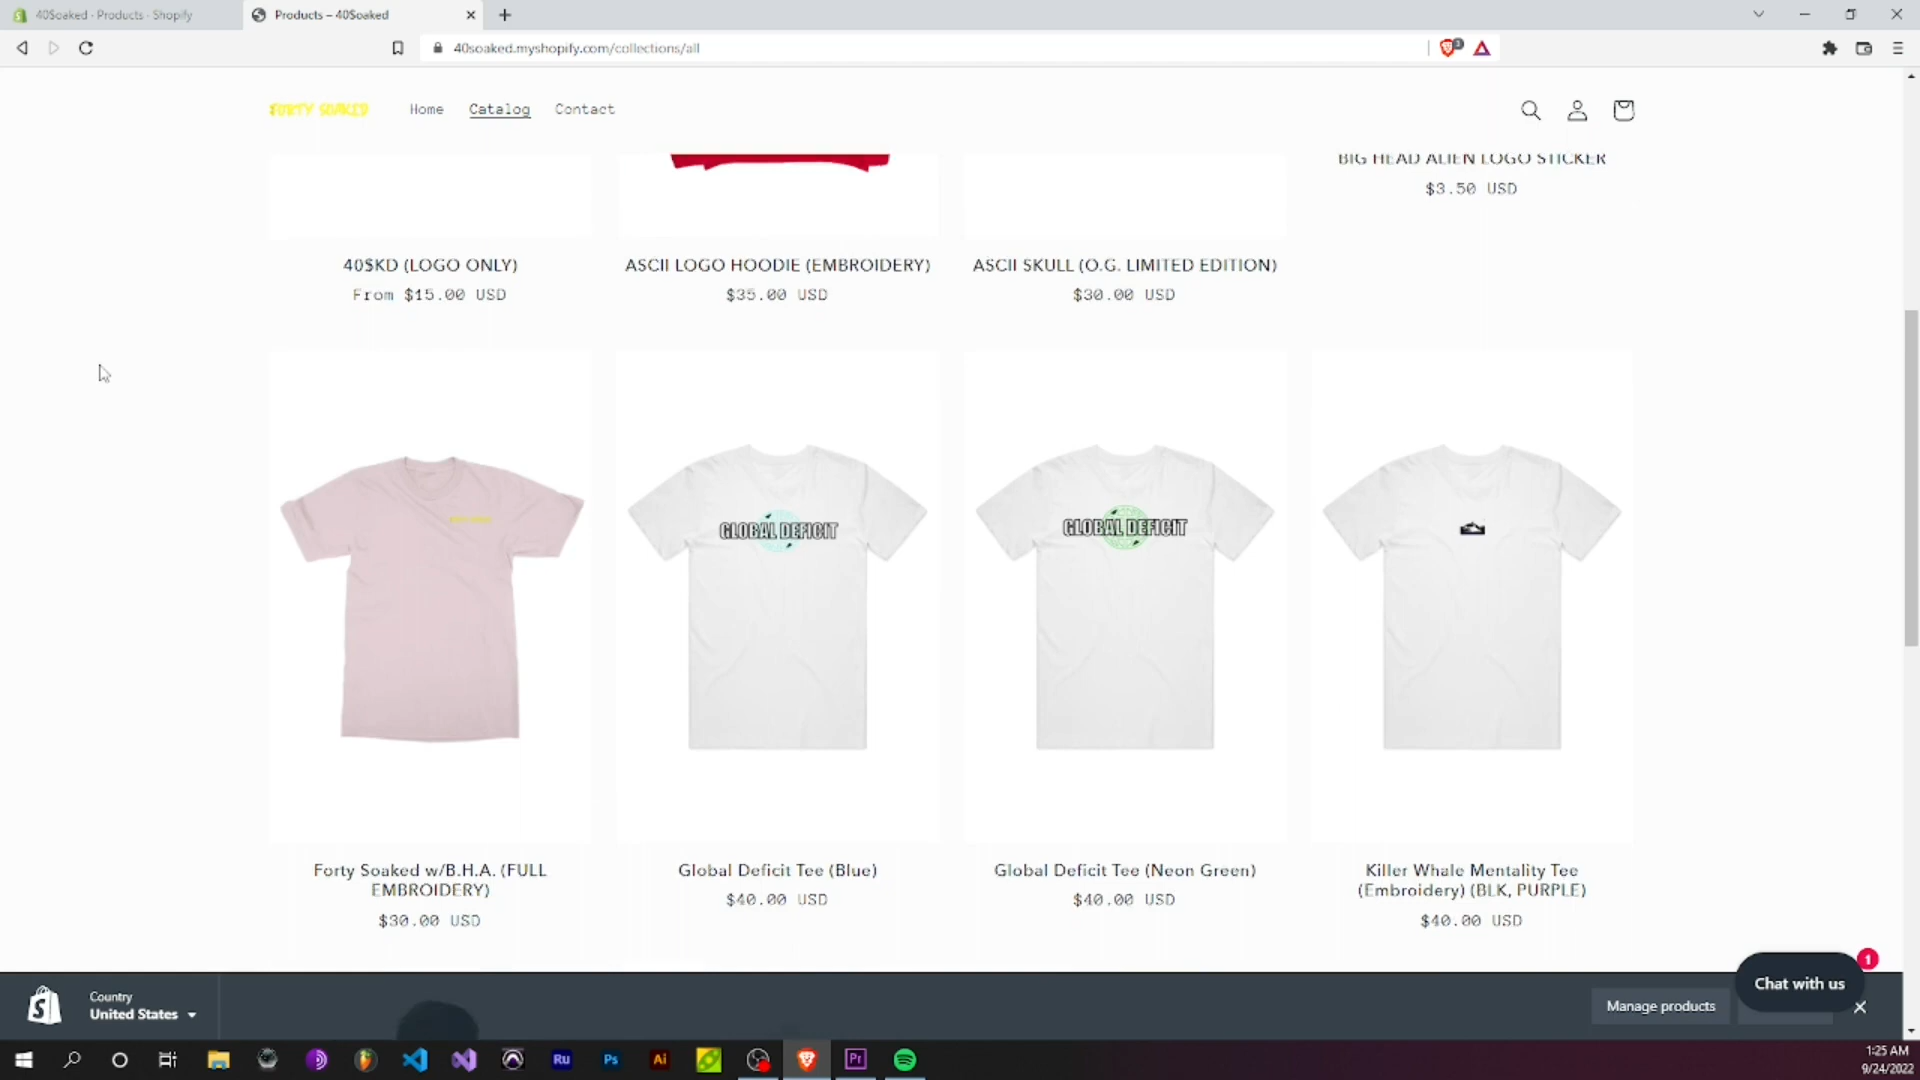 40Soaked · Products · Shopify
Products – 40Soaked
40soaked.myshopify.com/collections/all
3
FORTY SOAKED
Home
Catalog
Contact
BIG HEAD ALIEN LOGO STICKER
$3.50 USD
40$KD (LOGO ONLY)
From $15.00 USD
ASCII LOGO HOODIE (EMBROIDERY)
$35.00 USD
ASCII SKULL (O.G. LIMITED EDITION)
$30.00 USD
GLOBAL DEFICIT
GLOBAL DEFICIT
Forty Soaked w/B.H.A. (FULL
EMBROIDERY)
$30.00 USD
Global Deficit Tee (Blue)
$40.00 USD
Global Deficit Tee (Neon Green)
$40.00 USD
Killer Whale Mentality Tee
(Embroidery) (BLK, PURPLE)
$40.00 USD
1
Chat with us
Country
United States
Manage products
Ru
Ps
Ai
Pr
1:25 AM
9/24/2022